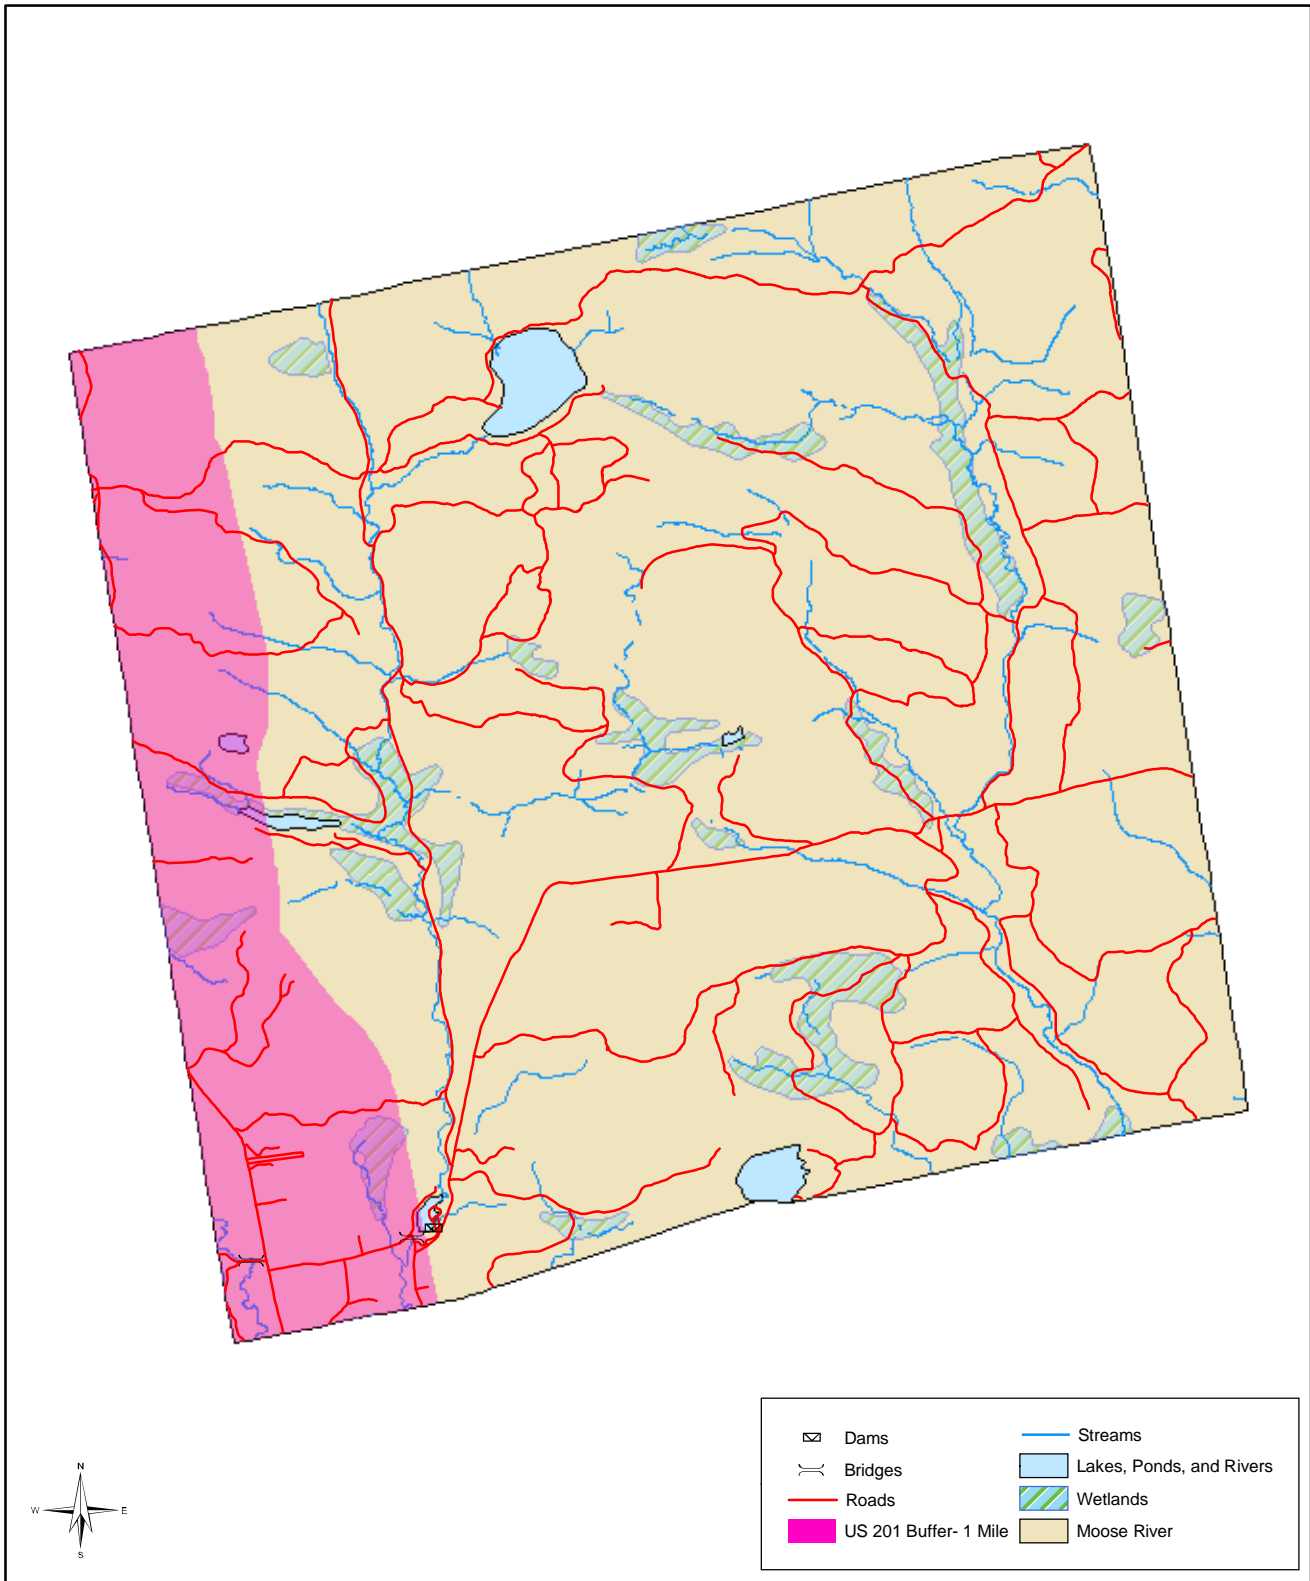 N
W E
S
Dams
Bridges
Roads
US 201 Buffer- 1 Mile
Streams
Lakes, Ponds, and Rivers
Wetlands
Moose River